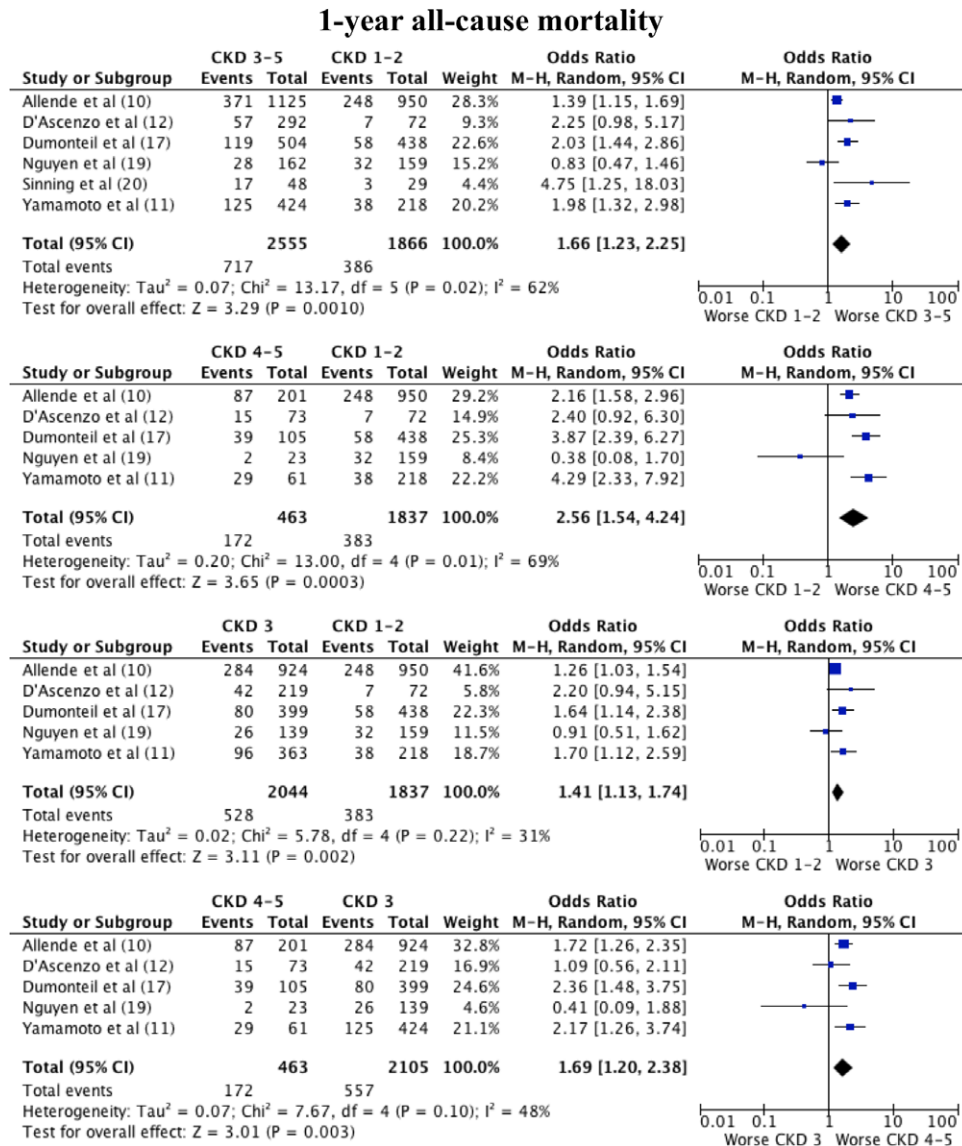 1-year all-cause mortality
CKD 3-5 CKD 1-2 Odds Ratio Odds Ratio
Study or Subgroup Events Total Events Total Weight M-H, Random, 95% CI M-H, Random, 95% CI
Allende et al (10) 371 1125 248 950 28.3% 1.39 [1.15, 1.69]
D'Ascenzo et al (12) 57 292 7 72 9.3% 2.25 [0.98, 5.17]
Dumonteil et al (17) 119 504 58 438 22.6% 2.03 [1.44, 2.86]
Nguyen et al (19) 28 162 32 159 15.2% 0.83 [0.47, 1.46]
Sinning et al (20) 17 48 3 29 4.4% 4.75 [1.25, 18.03]
Yamamoto et al (11) 125 424 38 218 20.2% 1.98 [1.32, 2.98]
Total (95% CI) 2555 1866 100.0% 1.66 [1.23, 2.25]
Total events 717 386
Heterogeneity: Tau² = 0.07; Chi² = 13.17, df = 5 (P = 0.02); I² = 62%
Test for overall effect: Z = 3.29 (P = 0.0010)
0.01 0.1 1 10 100
Worse CKD 1-2 Worse CKD 3-5
CKD 4-5 CKD 1-2 Odds Ratio Odds Ratio
Study or Subgroup Events Total Events Total Weight M-H, Random, 95% CI M-H, Random, 95% CI
Allende et al (10) 87 201 248 950 29.2% 2.16 [1.58, 2.96]
D'Ascenzo et al (12) 15 73 7 72 14.9% 2.40 [0.92, 6.30]
Dumonteil et al (17) 39 105 58 438 25.3% 3.87 [2.39, 6.27]
Nguyen et al (19) 2 23 32 159 8.4% 0.38 [0.08, 1.70]
Yamamoto et al (11) 29 61 38 218 22.2% 4.29 [2.33, 7.92]
Total (95% CI) 463 1837 100.0% 2.56 [1.54, 4.24]
Total events 172 383
Heterogeneity: Tau² = 0.20; Chi² = 13.00, df = 4 (P = 0.01); I² = 69%
Test for overall effect: Z = 3.65 (P = 0.0003)
0.01 0.1 1 10 100
Worse CKD 1-2 Worse CKD 4-5
CKD 3 CKD 1-2 Odds Ratio Odds Ratio
Study or Subgroup Events Total Events Total Weight M-H, Random, 95% CI M-H, Random, 95% CI
Allende et al (10) 284 924 248 950 41.6% 1.26 [1.03, 1.54]
D'Ascenzo et al (12) 42 219 7 72 5.8% 2.20 [0.94, 5.15]
Dumonteil et al (17) 80 399 58 438 22.3% 1.64 [1.14, 2.38]
Nguyen et al (19) 26 139 32 159 11.5% 0.91 [0.51, 1.62]
Yamamoto et al (11) 96 363 38 218 18.7% 1.70 [1.12, 2.59]
Total (95% CI) 2044 1837 100.0% 1.41 [1.13, 1.74]
Total events 528 383
Heterogeneity: Tau² = 0.02; Chi² = 5.78, df = 4 (P = 0.22); I² = 31%
Test for overall effect: Z = 3.11 (P = 0.002)
0.01 0.1 1 10 100
Worse CKD 1-2 Worse CKD 3
CKD 4-5 CKD 3 Odds Ratio Odds Ratio
Study or Subgroup Events Total Events Total Weight M-H, Random, 95% CI M-H, Random, 95% CI
Allende et al (10) 87 201 284 924 32.8% 1.72 [1.26, 2.35]
D'Ascenzo et al (12) 15 73 42 219 16.9% 1.09 [0.56, 2.11]
Dumonteil et al (17) 39 105 80 399 24.6% 2.36 [1.48, 3.75]
Nguyen et al (19) 2 23 26 139 4.6% 0.41 [0.09, 1.88]
Yamamoto et al (11) 29 61 125 424 21.1% 2.17 [1.26, 3.74]
Total (95% CI) 463 2105 100.0% 1.69 [1.20, 2.38]
Total events 172 557
Heterogeneity: Tau² = 0.07; Chi² = 7.67, df = 4 (P = 0.10); I² = 48%
Test for overall effect: Z = 3.01 (P = 0.003)
0.01 0.1 1 10 100
Worse CKD 3 Worse CKD 4-5